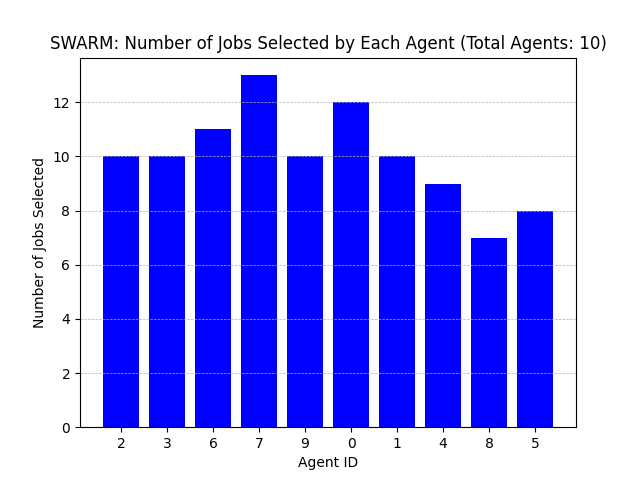 SWARM: Number of Jobs Selected by Each Agent (Total Agents: 10)
Number of Jobs Selected
12
10
8
6
4
2
0
2 3 6 7 9 0 1 4 8 5
Agent ID